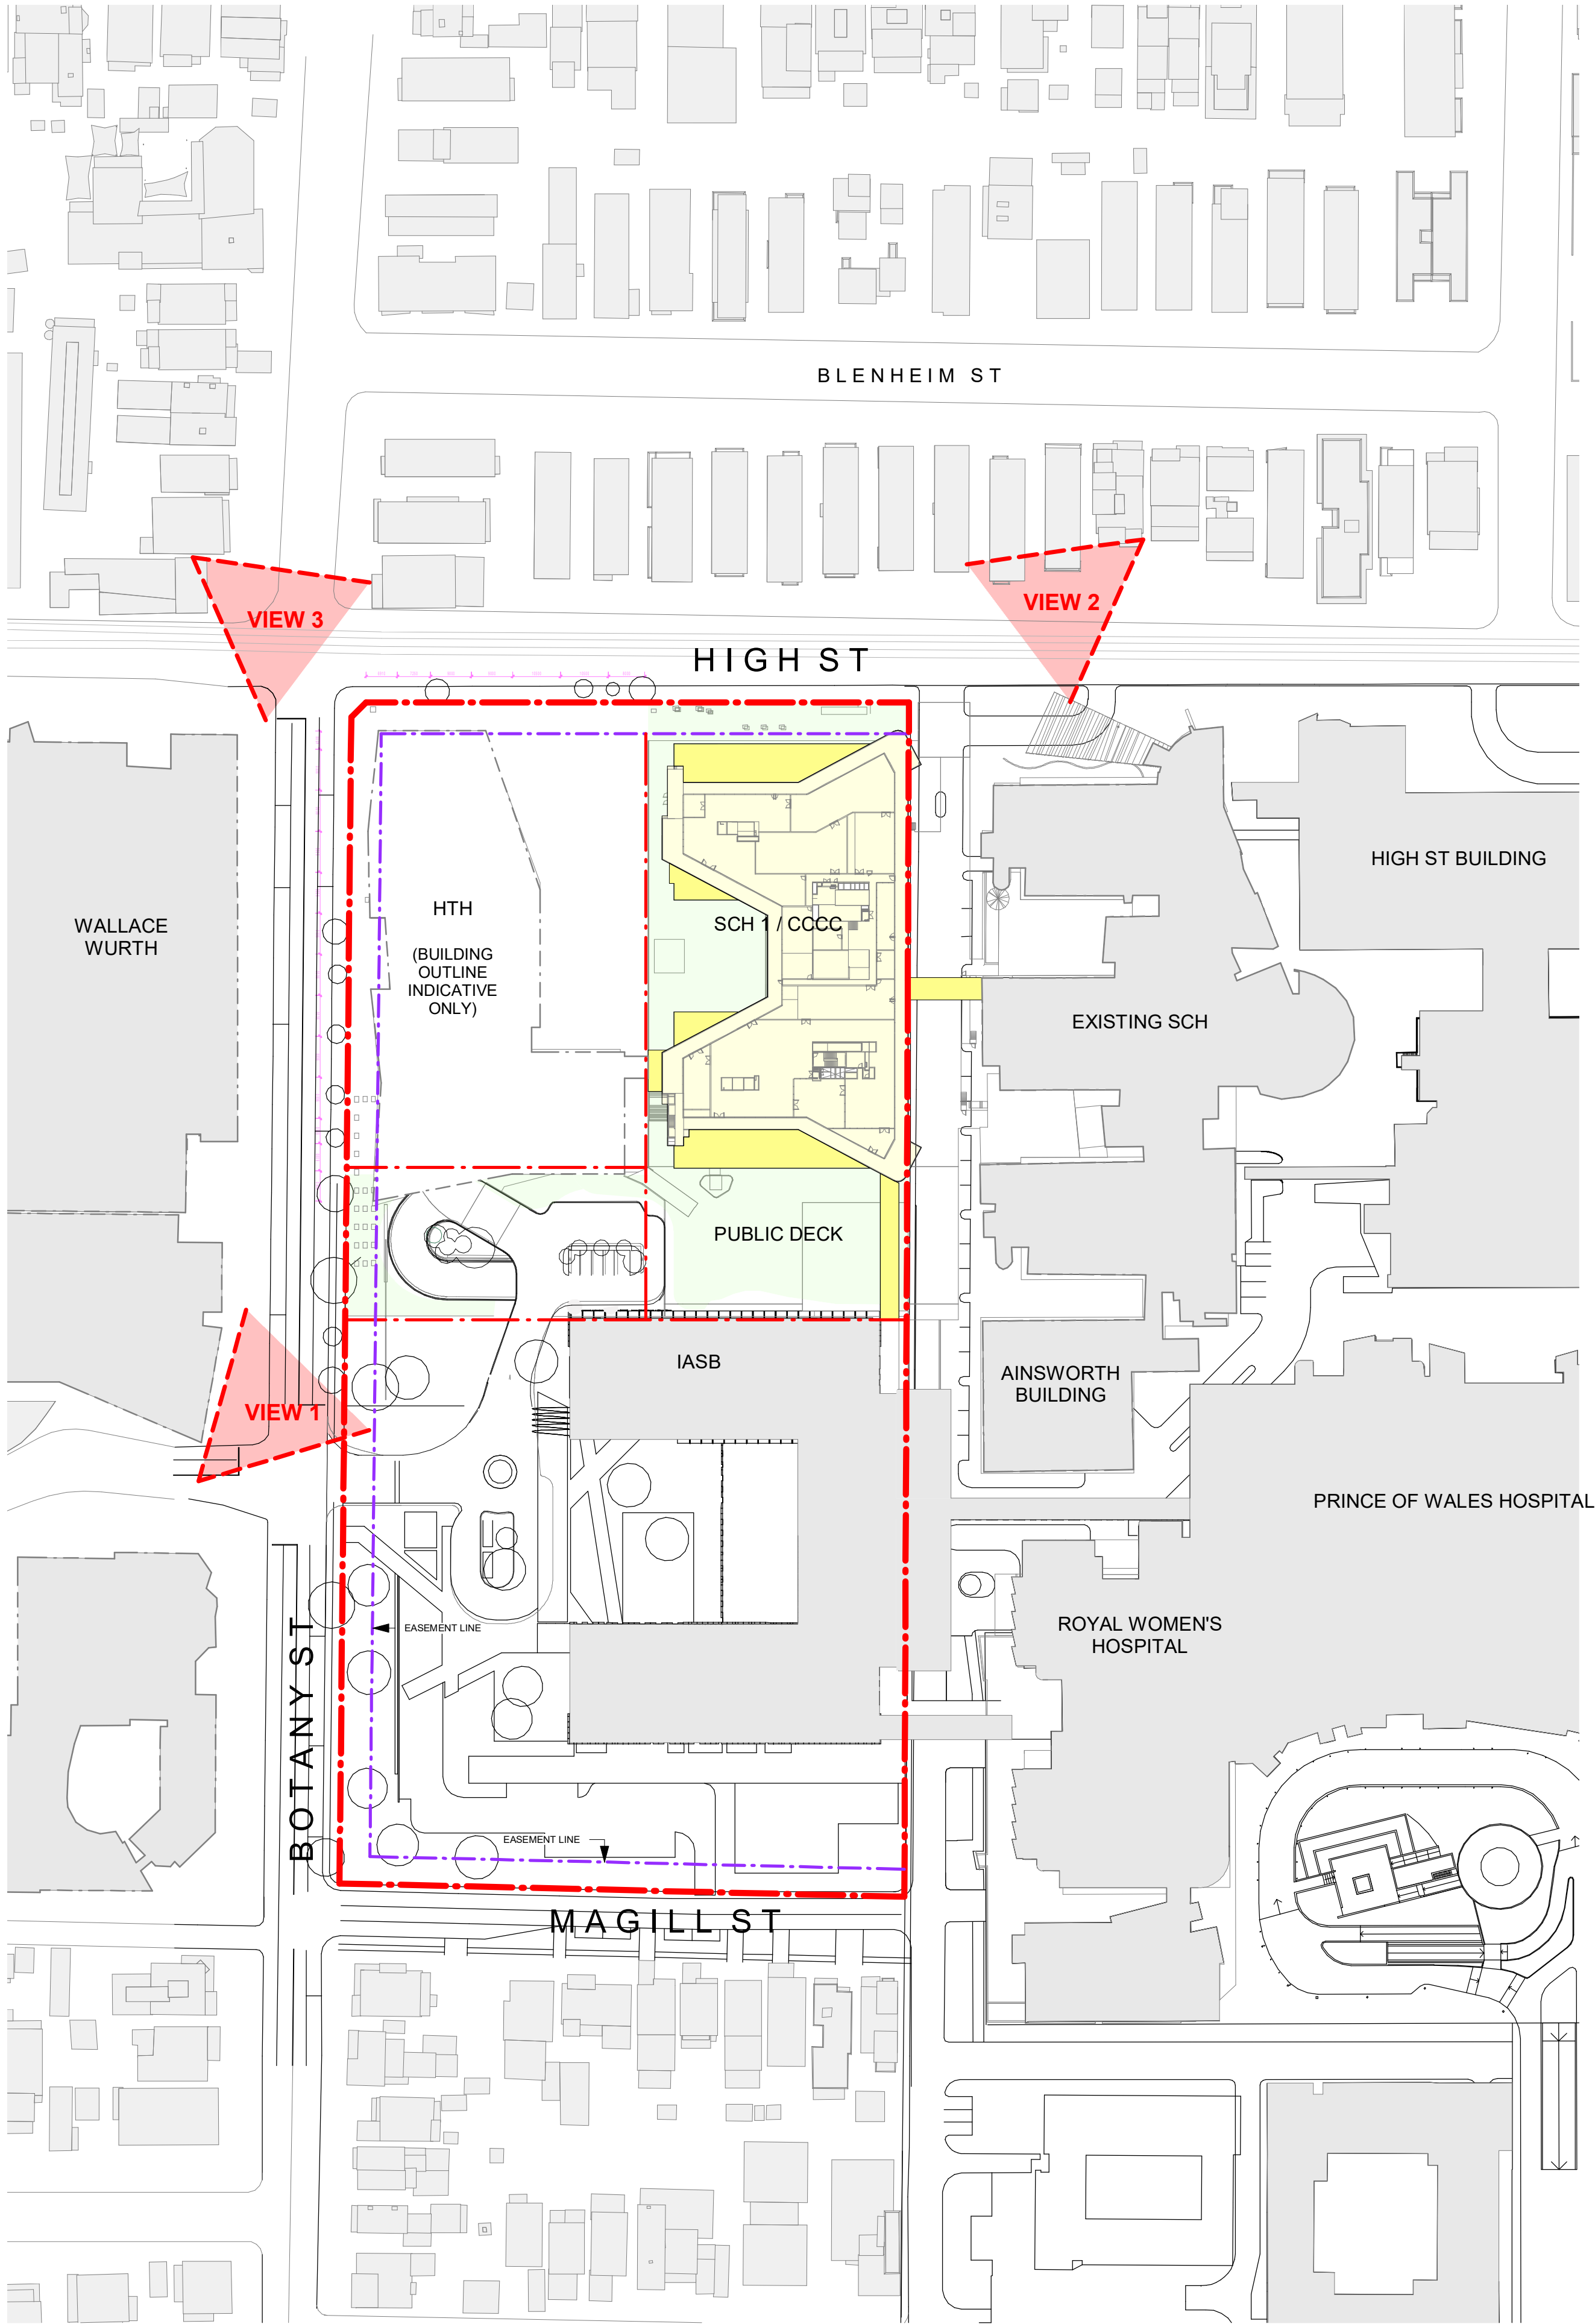 BLENHEIM ST
VIEW 3
VIEW 2
HIGH ST
HIGH ST BUILDING
WALLACE
WURTH
HTH
(BUILDING
OUTLINE
INDICATIVE
ONLY)
SCH 1 / CCCC
EXISTING SCH
PUBLIC DECK
IASB
AINSWORTH
BUILDING
VIEW 1
PRINCE OF WALES HOSPITAL
EASEMENT LINE
ROYAL WOMEN'S
HOSPITAL
BOTANY ST
EASEMENT LINE
MAGILL ST